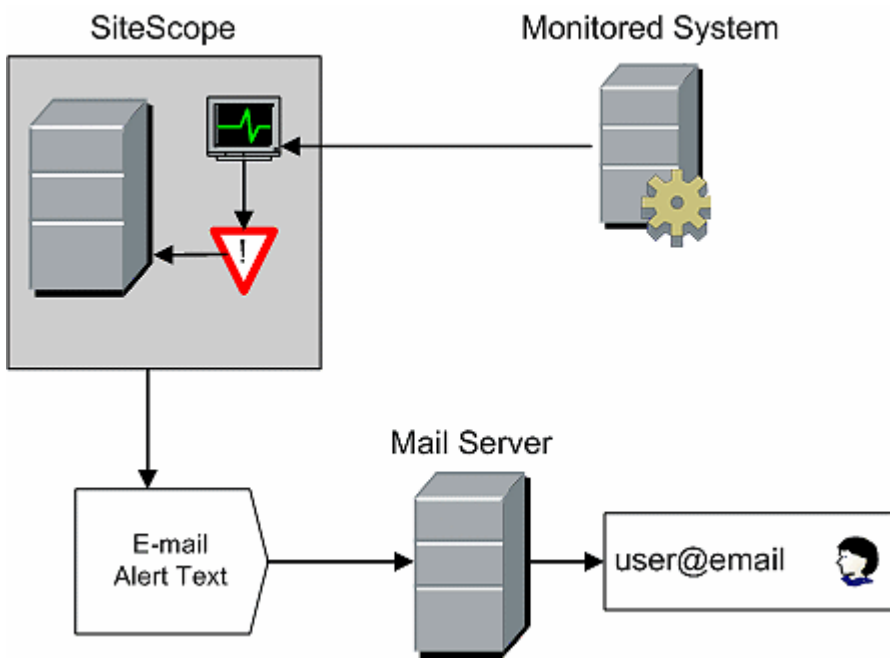 SiteScope
Monitored System
!
Mail Server
E-mail
Alert Text
user@email